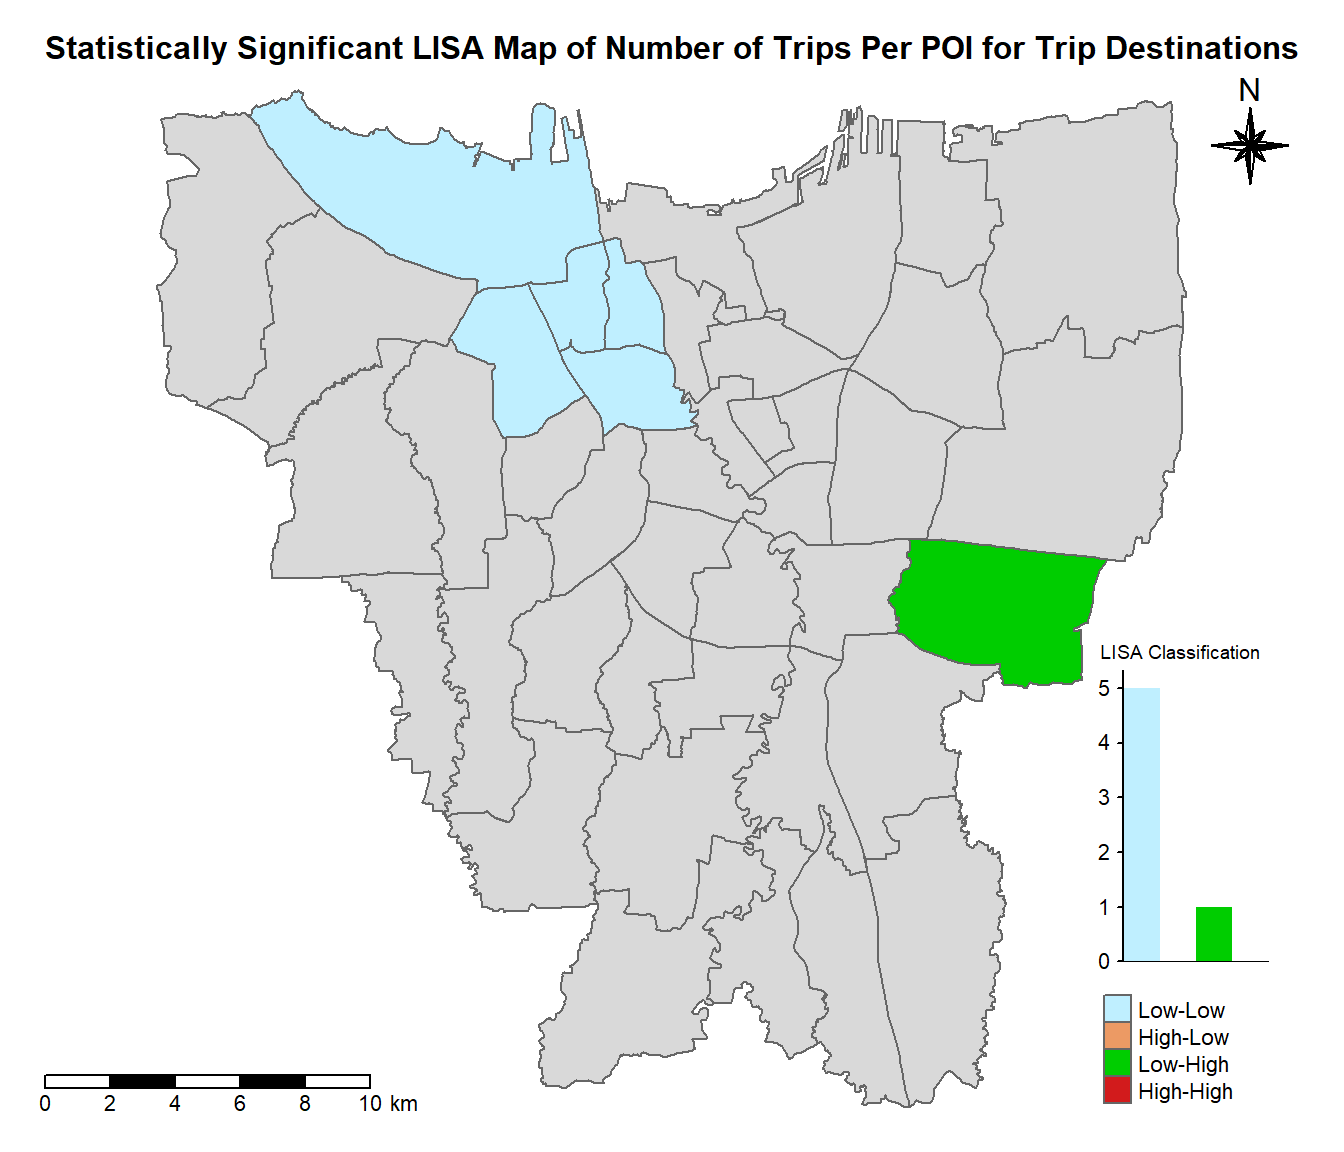 Statistically Significant LISA Map of Number of Trips Per POI for Trip Destinations
N
LISA Classification
5
4
3
2
1
0
Low-Low
High-Low
Low-High
High-High
0 2 4 6 8 10 km